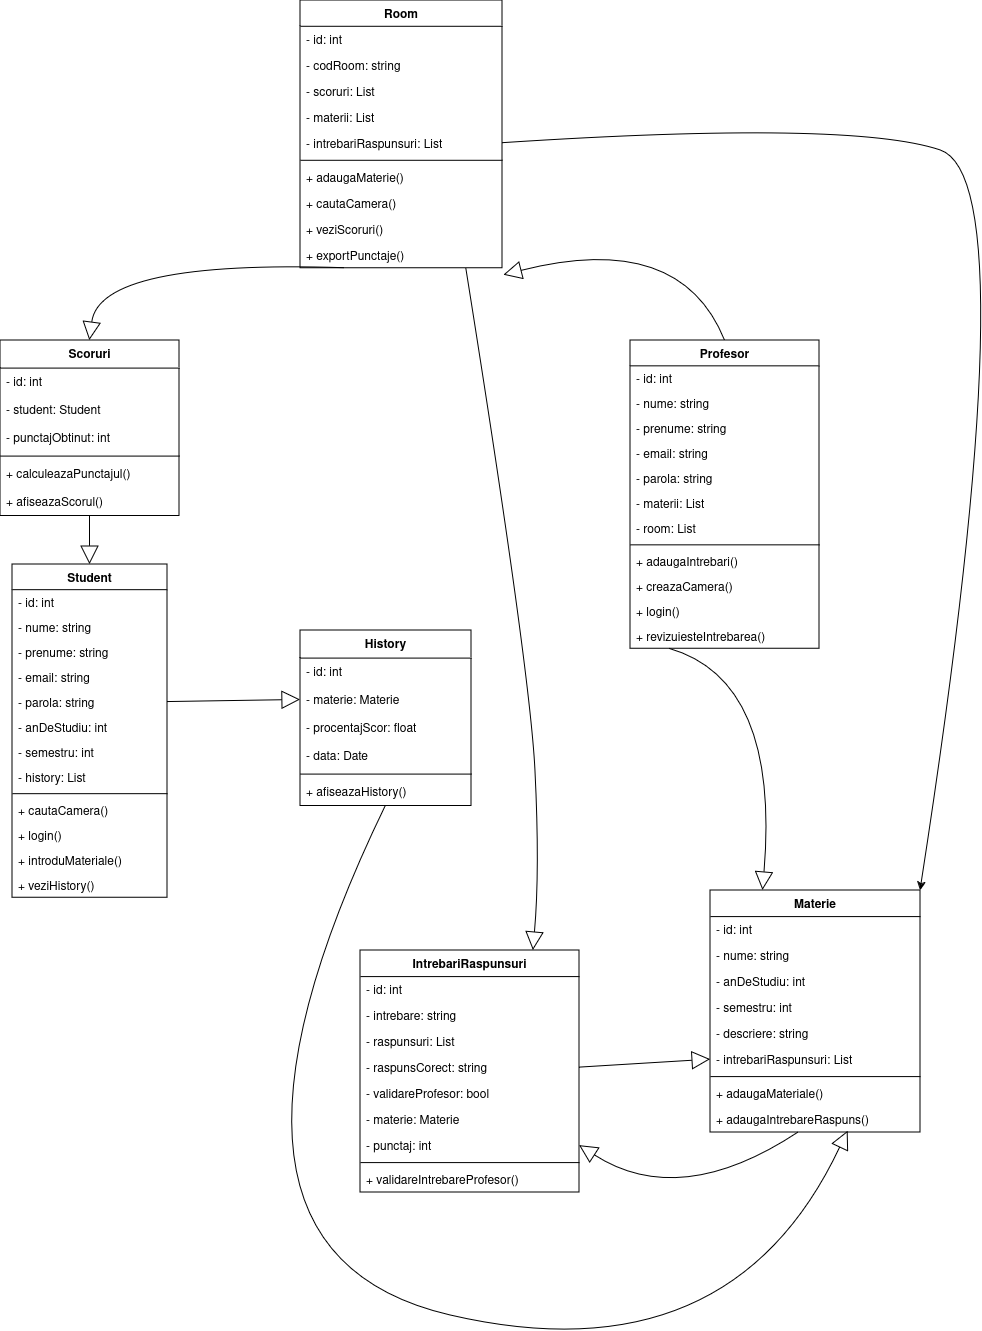 Room
- id: int
- codRoom: string
- scoruri: List
- materii: List
- intrebariRaspunsuri: List
+ adaugaMaterie()
+ cautaCamera()
+ veziScoruri()
+ exportPunctaje()
Scoruri
- id: int
- student: Student
- punctajObtinut: int
+ calculeazaPunctajul()
+ afiseazaScorul()
Profesor
- id: int
- nume: string
- prenume: string
- email: string
- parola: string
- materii: List
- room: List
+ adaugaIntrebari()
+ creazaCamera()
+ login()
+ revizuiesteIntrebarea()
Student
- id: int
- nume: string
- prenume: string
- email: string
- parola: string
- anDeStudiu: int
- semestru: int
- history: List
+ cautaCamera()
+ login()
+ introduMateriale()
+ veziHistory()
History
- id: int
- materie: Materie
- procentajScor: float
- data: Date
+ afiseazaHistory()
IntrebariRaspunsuri
- id: int
- intrebare: string
- raspunsuri: List
- raspunsCorect: string
- validareProfesor: bool
- materie: Materie
- punctaj: int
+ validareIntrebareProfesor()
Materie
- id: int
- nume: string
- anDeStudiu: int
- semestru: int
- descriere: string
- intrebariRaspunsuri: List
+ adaugaMateriale()
+ adaugaIntrebareRaspuns()